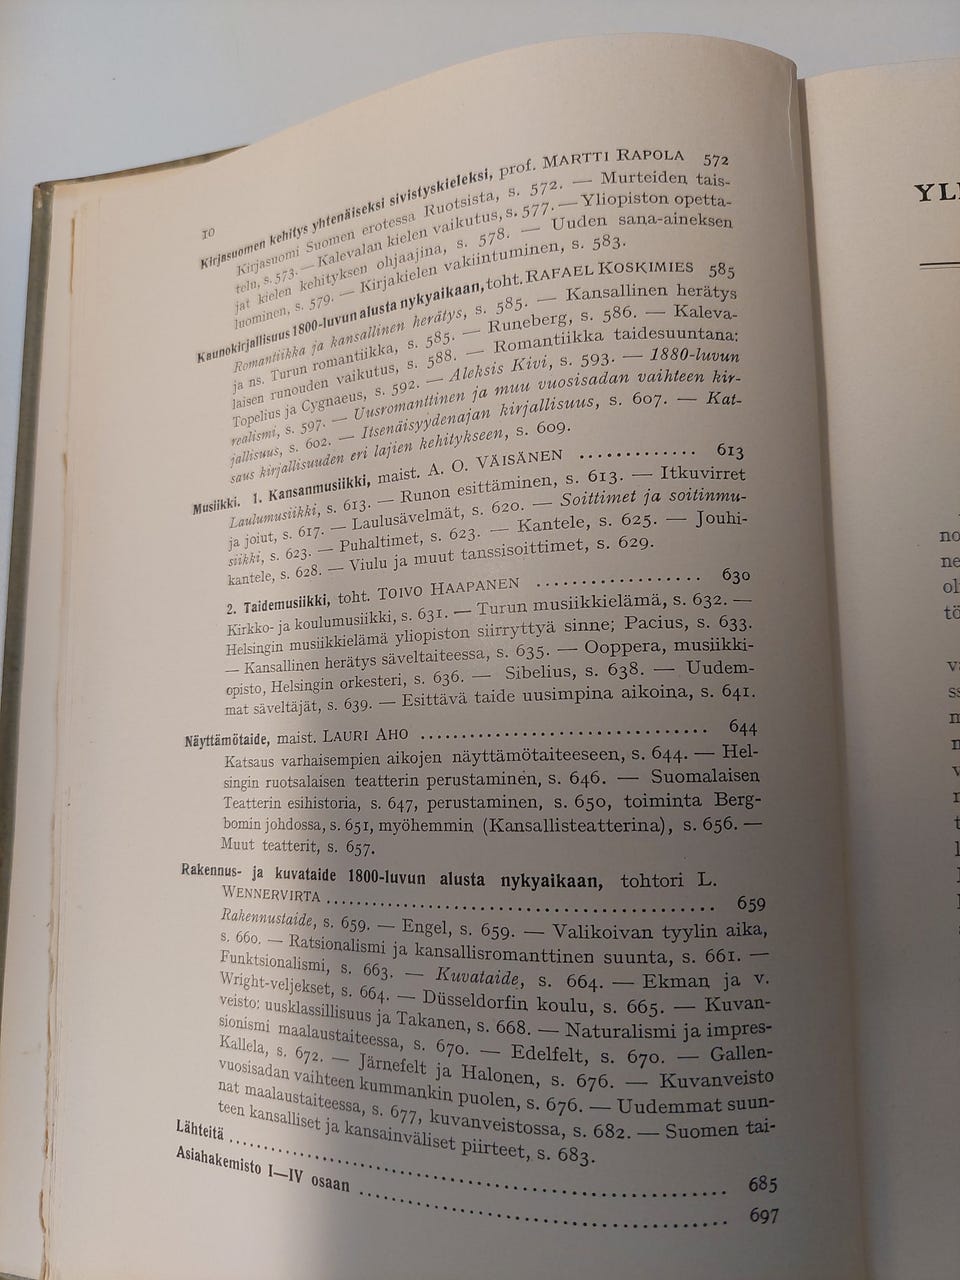 10
Kirjasuomen kehitys yhtenäiseksi sivistyskieleksi, prof. MARTTI RAPOLA 572
Kirjasuomi Suomen erotessa Ruotsista, s. 572. — Murteiden tais-
telu, s. 573. — Kalevalan kielen vaikutus, s. 577. — Yliopiston opetta-
jat kielen kehityksen ohjaajina, s. 578. — Uuden sana-aineksen
luominen, s. 579. — Kirjakielen vakiintuminen, s. 583.
Kaunokirjallisuus 1800-luvun alusta nykyaikaan, toht. RAFAEL KOSKIMIES 585
Romantiikka ja kansallinen herätys, s. 585. — Kansallinen herätys
ja ns. Turun romantiikka, s. 585. — Runeberg, s. 586. — Kaleva-
laisen runouden vaikutus, s. 588. — Romantiikka taidesuuntana:
Topelius ja Cygnaeus, s. 592. — Aleksis Kivi, s. 593. — 1880-luvun
realismi, s. 597. — Uusromanttinen ja muu vuosisadan vaihteen kir-
jallisuus, s. 602. — Itsenäisyydenajan kirjallisuus, s. 607. — Kat-
saus kirjallisuuden eri lajien kehitykseen, s. 609.
Musiikki. 1. Kansanmusiikki, maist. A. O. VÄISÄNEN .............. 613
Laulumusiikki, s. 613. — Runon esittäminen, s. 613. — Itkuvirret
ja joiut, s. 617. — Laulusävelmät, s. 620. — Soittimet ja soitinmu-
siikki, s. 623. — Puhaltimet, s. 623. — Kantele, s. 625. — Jouhi-
kantele, s. 628. — Viulu ja muut tanssisoittimet, s. 629.
2. Taidemusiikki, toht. TOIVO HAAPANEN .................. 630
Kirkko- ja koulumusiikki, s. 631. — Turun musiikkielämä, s. 632. —
Helsingin musiikkielämä yliopiston siirryttyä sinne; Pacius, s. 633.
— Kansallinen herätys säveltaiteessa, s. 635. — Ooppera, musiikki-
opisto, Helsingin orkesteri, s. 636. — Sibelius, s. 638. — Uudem-
mat säveltäjät, s. 639. — Esittävä taide uusimpina aikoina, s. 641.
Näyttämötaide, maist. LAURI AHO ................................ 644
Katsaus varhaisempien aikojen näyttämötaiteeseen, s. 644. — Hel-
singin ruotsalaisen teatterin perustaminen, s. 646. — Suomalaisen
Teatterin esihistoria, s. 647, perustaminen, s. 650, toiminta Berg-
bomin johdossa, s. 651, myöhemmin (Kansallisteatterina), s. 656. —
Muut teatterit, s. 657.
Rakennus- ja kuvataide 1800-luvun alusta nykyaikaan, tohtori L.
WENNERVIRTA ............................................ 659
Rakennustaide, s. 659. — Engel, s. 659. — Valikoivan tyylin aika,
s. 660. — Ratsionalismi ja kansallisromanttinen suunta, s. 661. —
Funktsionalismi, s. 663. — Kuvataide, s. 664. — Ekman ja v.
Wright-veljekset, s. 664. — Düsseldorfin koulu, s. 665. — Kuvan-
veisto: uusklassillisuus ja Takanen, s. 668. — Naturalismi ja impres-
sionismi maalaustaiteessa, s. 670. — Edelfelt, s. 670. — Gallen-
Kallela, s. 672. — Järnefelt ja Halonen, s. 676. — Kuvanveisto
vuosisadan vaihteen kummankin puolen, s. 676. — Uudemmat suun-
nat maalaustaiteessa, s. 677, kuvanveistossa, s. 682. — Suomen tai-
teen kansalliset ja kansainväliset piirteet, s. 683.
Lähteitä .................................................... 685
Asiahakemisto I—IV osaan ...................................... 697